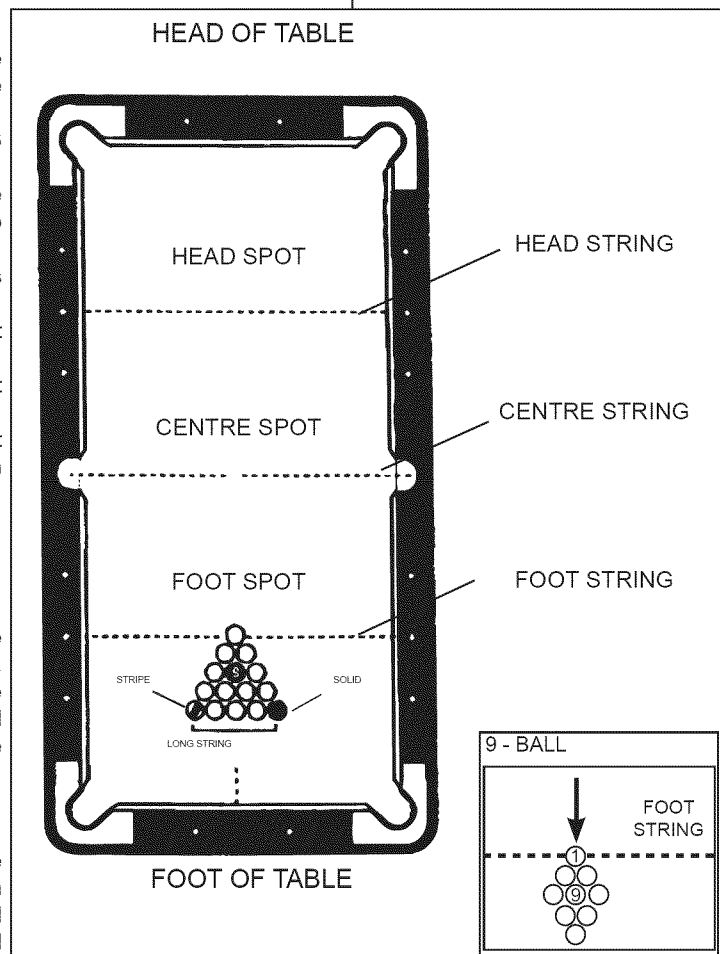 HEAD OF TABLE
HEAD SPOT
HEAD STRING
CENTRE SPOT
CENTRE STRING
FOOT SPOT
FOOT STRING
STRIPE
SOLID
LONG STRING
FOOT OF TABLE
9 - BALL
FOOT
STRING
1
9